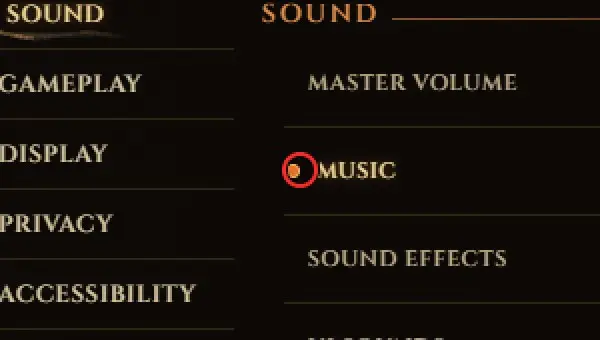 SOUND
GAMEPLAY
DISPLAY
PRIVACY
ACCESSIBILITY
SOUND
MASTER VOLUME
MUSIC
SOUND EFFECTS